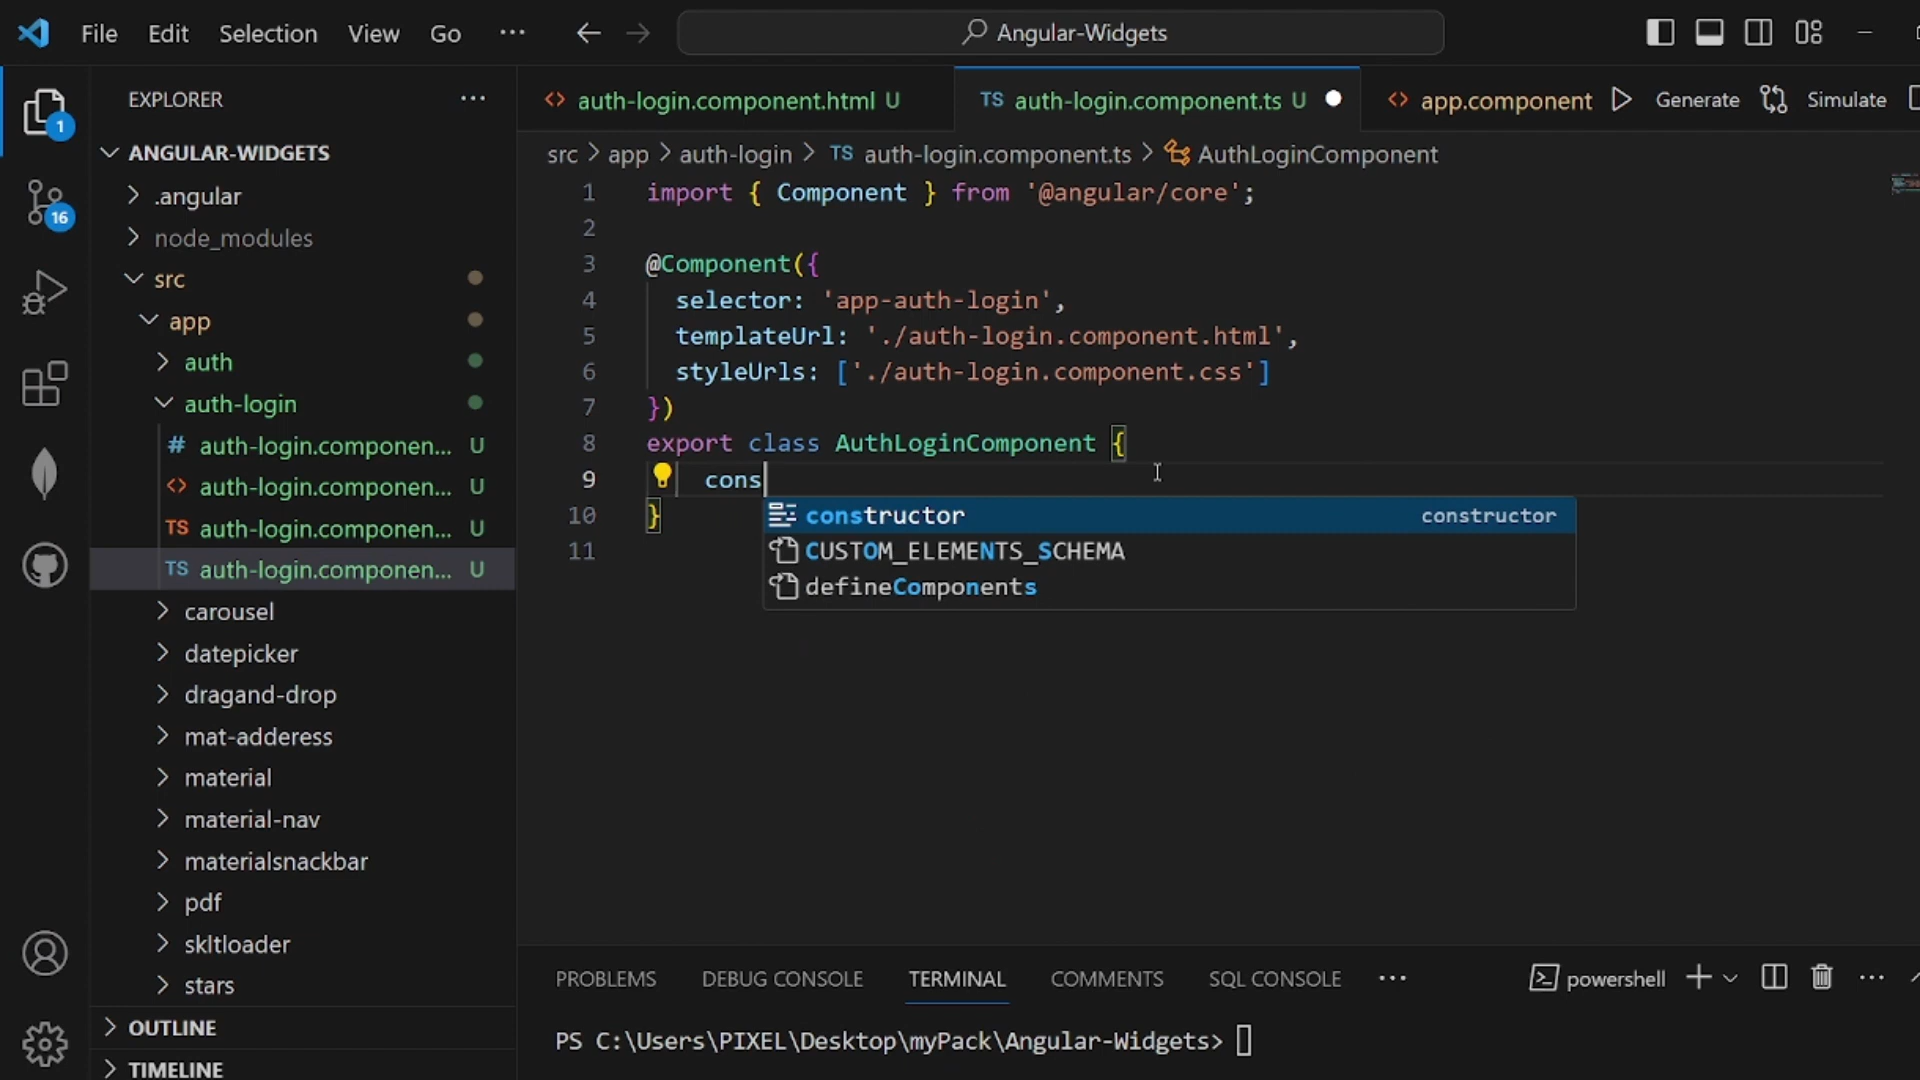 File Edit Selection View Go ··· Angular-Widgets
EXPLORER ···
1
ANGULAR-WIDGETS
.angular
16
node_modules
src
app
auth
auth-login
# auth-login.componen... U
<> auth-login.componen... U
TS auth-login.componen... U
TS auth-login.componen... U
carousel
datepicker
dragand-drop
mat-adderess
material
material-nav
materialsnackbar
pdf
skltloader
stars
OUTLINE
TIMELINE
<> auth-login.component.html U TS auth-login.component.ts U <> app.component Generate Simulate
src > app > auth-login > TS auth-login.component.ts > AuthLoginComponent
1 import { Component } from '@angular/core';
2
3 @Component({
4 selector: 'app-auth-login',
5 templateUrl: './auth-login.component.html',
6 styleUrls: ['./auth-login.component.css']
7 })
8 export class AuthLoginComponent {
9 cons
constructor constructor
10 }
CUSTOM_ELEMENTS_SCHEMA
11
defineComponents
PROBLEMS DEBUG CONSOLE TERMINAL COMMENTS SQL CONSOLE ··· powershell ···
PS C:\Users\PIXEL\Desktop\myPack\Angular-Widgets>